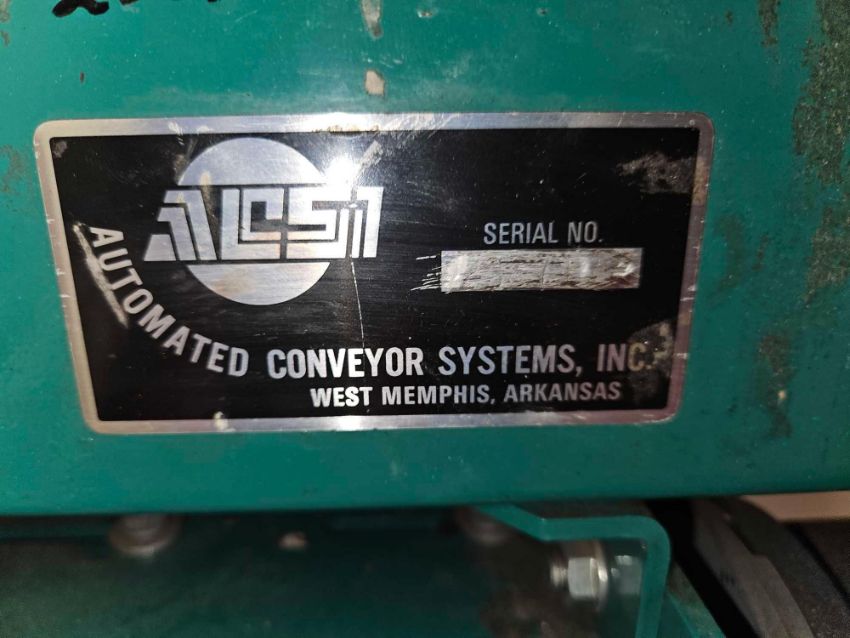 ACSI
SERIAL NO.
AUTOMATED CONVEYOR SYSTEMS, INC.
WEST MEMPHIS, ARKANSAS